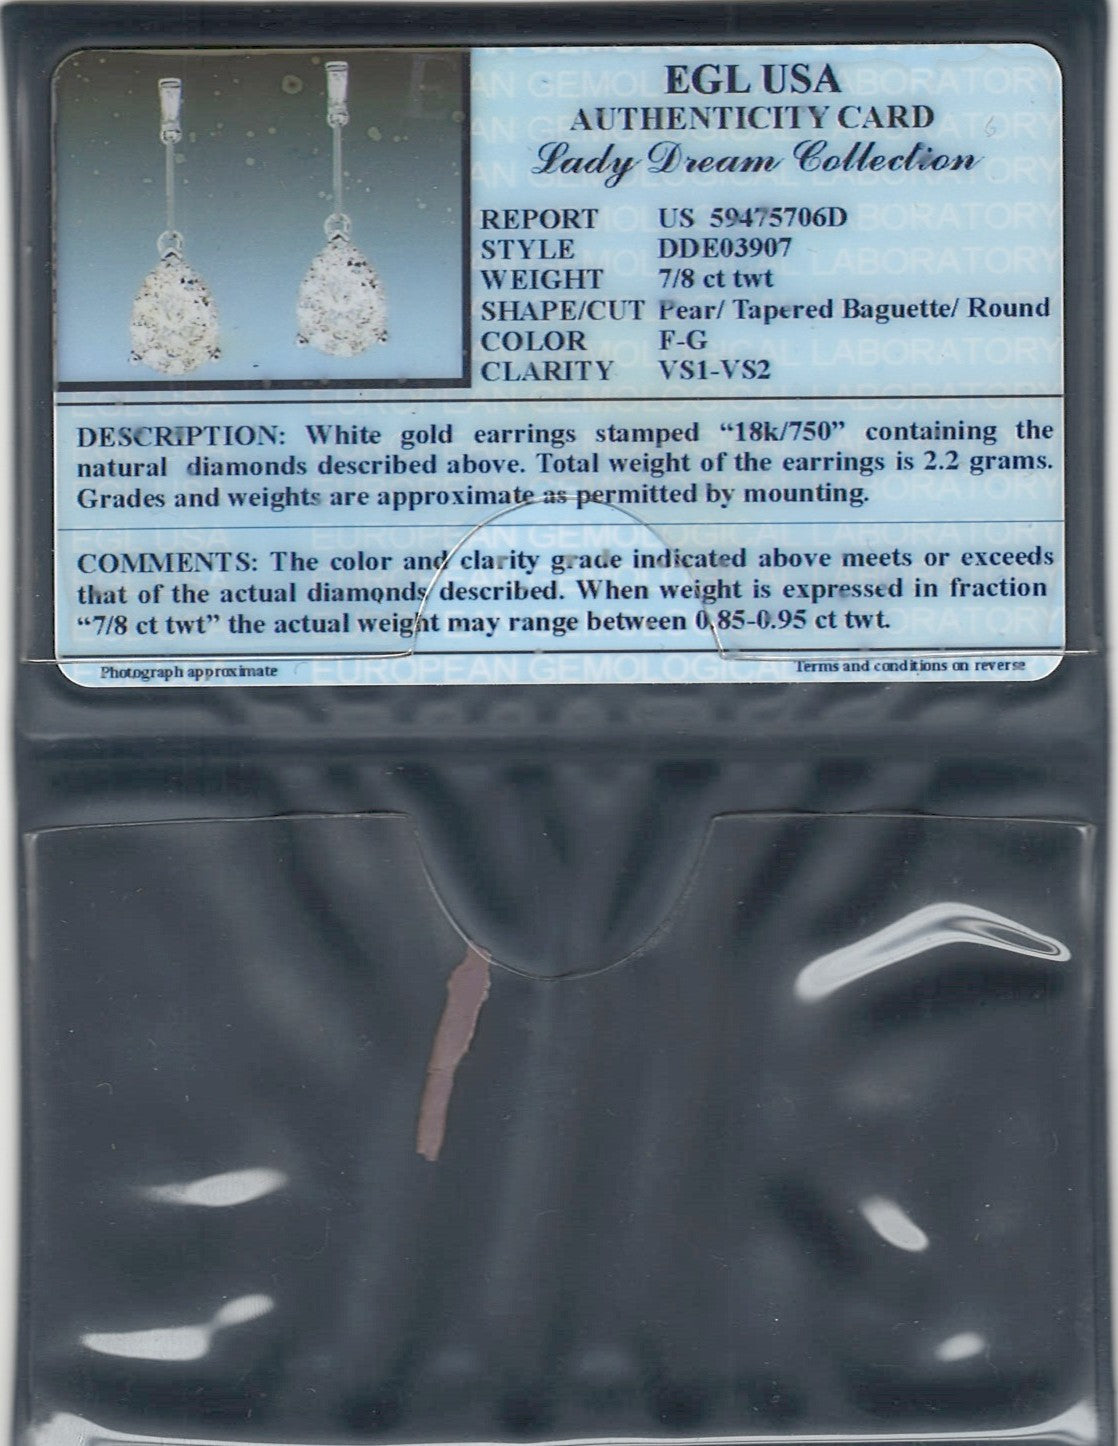 EGL USA
AUTHENTICITY CARD
Lady Dream Collection
REPORT US 59475706D
STYLE DDE03907
WEIGHT 7/8 ct twt
SHAPE/CUT Pear/ Tapered Baguette/ Round
COLOR F-G
CLARITY VS1-VS2
DESCRIPTION: White gold earrings stamped “18k/750” containing the
natural diamonds described above. Total weight of the earrings is 2.2 grams.
Grades and weights are approximate as permitted by mounting.
COMMENTS: The color and clarity grade indicated above meets or exceeds
that of the actual diamonds described. When weight is expressed in fraction
“7/8 ct twt” the actual weight may range between 0.85-0.95 ct twt.
Photograph approximate
Terms and conditions on reverse